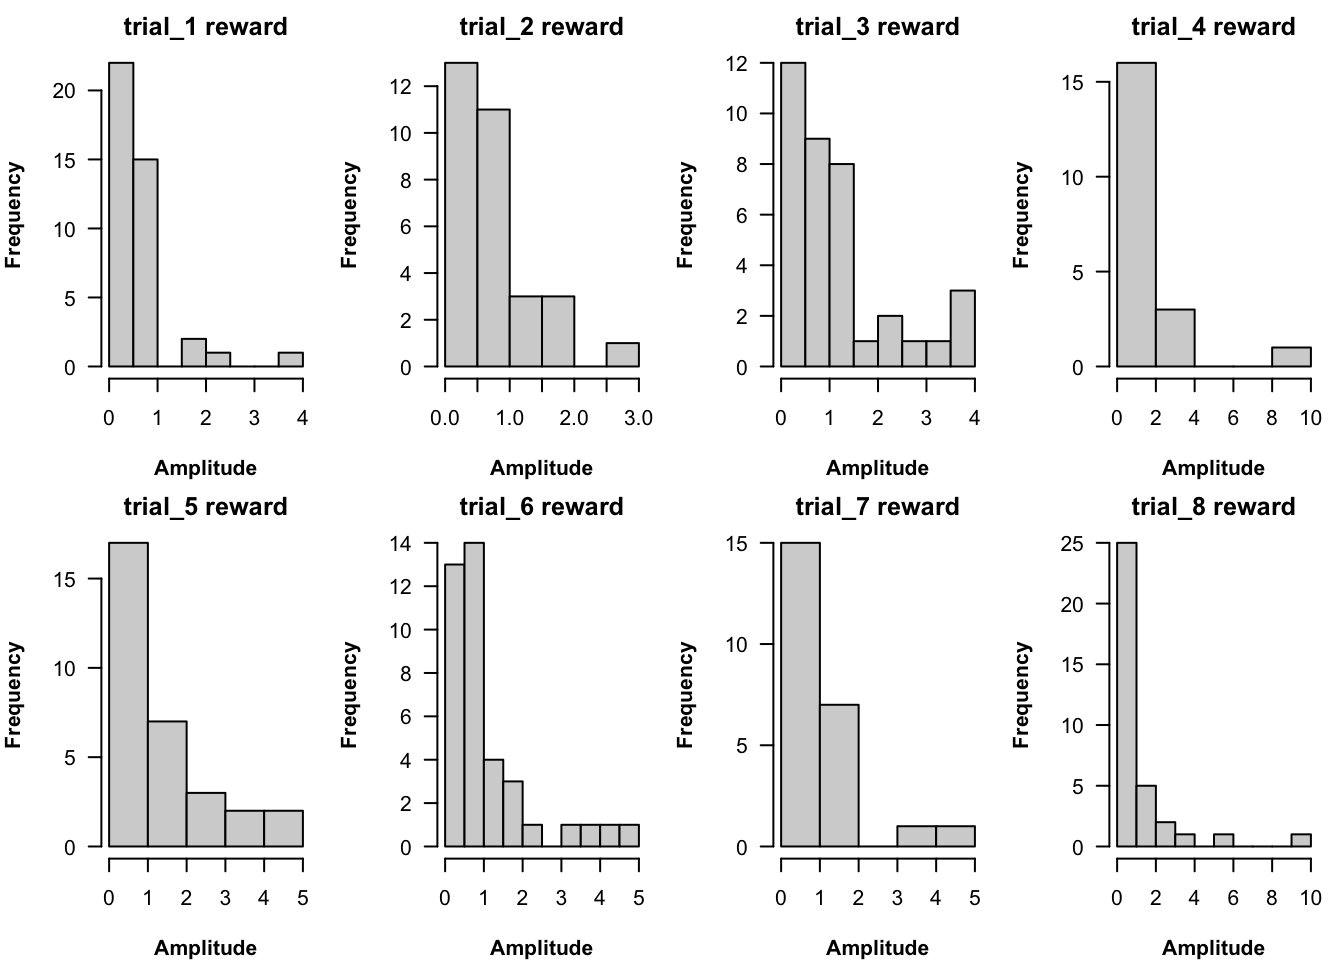 trial_1 reward
Frequency
20
15
10
5
0
0 1 2 3 4
Amplitude
trial_2 reward
Frequency
12
10
8
6
4
2
0
0.0 1.0 2.0 3.0
Amplitude
trial_3 reward
Frequency
12
10
8
6
4
2
0
0 1 2 3 4
Amplitude
trial_4 reward
Frequency
15
10
5
0
0 2 4 6 8 10
Amplitude
trial_5 reward
Frequency
15
10
5
0
0 1 2 3 4 5
Amplitude
trial_6 reward
Frequency
14
12
10
8
6
4
2
0
0 1 2 3 4 5
Amplitude
trial_7 reward
Frequency
15
10
5
0
0 1 2 3 4 5
Amplitude
trial_8 reward
Frequency
25
20
15
10
5
0
0 2 4 6 8 10
Amplitude